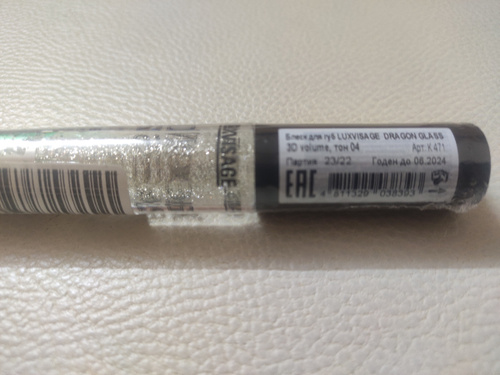 LUXVISAGE
Блеск для губ LUXVISAGE DRAGON GLASS
3D volume, тон 04 Арт. К 471
Партия 23/22 Годен до 08.2024
EAC